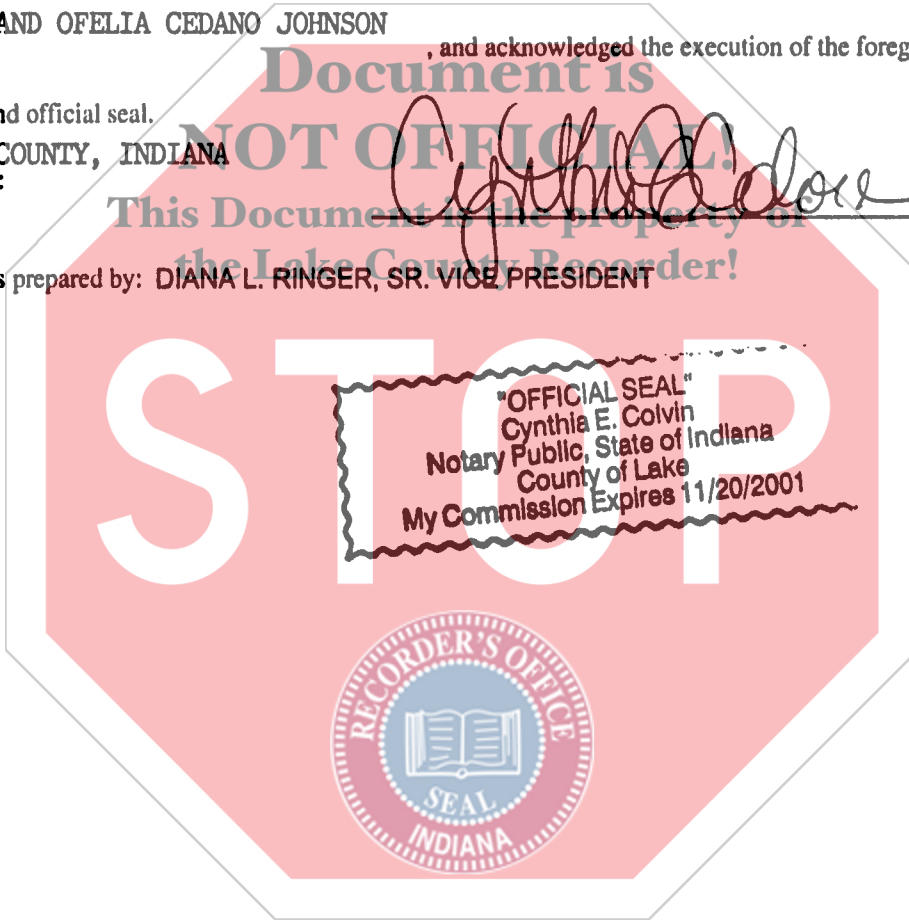 AND OFELIA CEDANO JOHNSON
, and acknowledged the execution of the foreg
Document is
nd official seal.
NOT OFFICIAL!
COUNTY, INDIANA
:
This Document is the property of
the Lake County Recorder!
s prepared by: DIANA L. RINGER, SR. VICE PRESIDENT
STOP
"OFFICIAL SEAL"
Cynthia E. Colvin
Notary Public, State of Indiana
County of Lake
My Commission Expires 11/20/2001
RECORDER'S OFFICE
SEAL
INDIANA